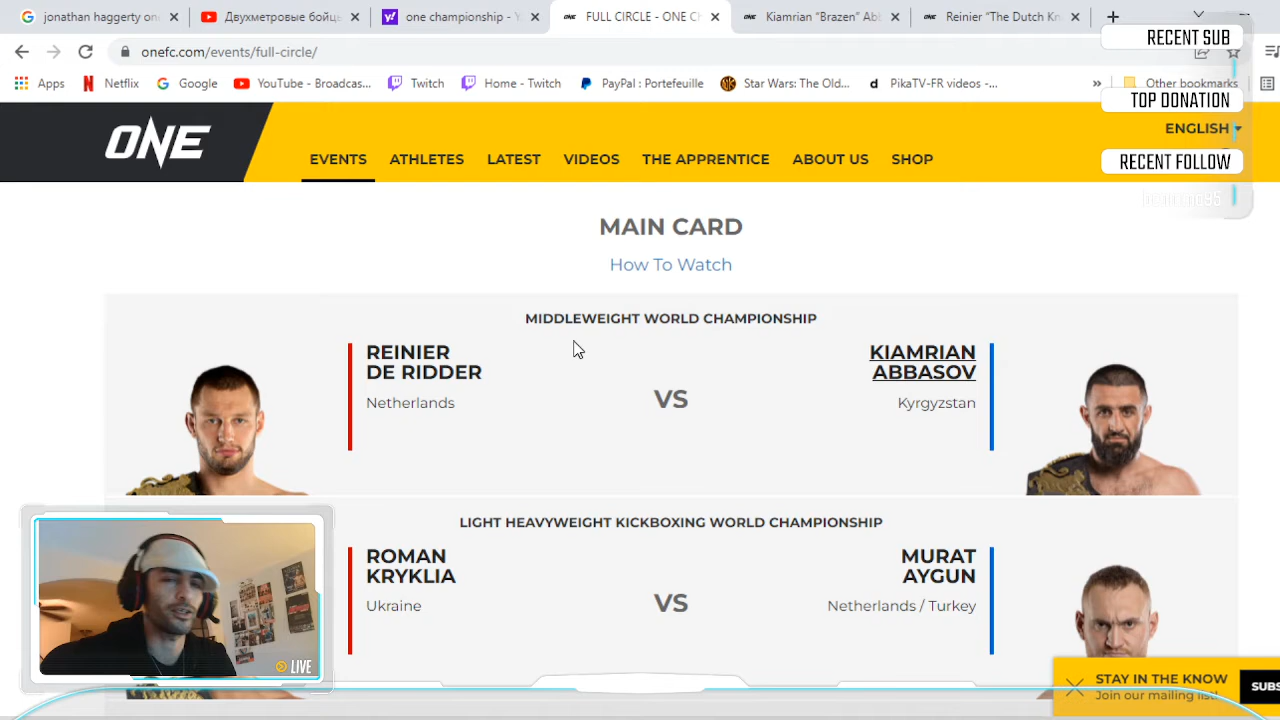 jonathan haggerty on
Двухметровые бойць
one championship - Y
FULL CIRCLE - ONE C
Kiamrian “Brazen” Ab
Reinier “The Dutch Kn
onefc.com/events/full-circle/
RECENT SUB
Apps
Netflix
Google
YouTube - Broadcas...
Twitch
Home - Twitch
PayPal : Portefeuille
Star Wars: The Old...
d PikaTV-FR videos -...
»
Other bookmarks
TOP DONATION
ENGLISH
ONE
EVENTS
ATHLETES
LATEST
VIDEOS
THE APPRENTICE
ABOUT US
SHOP
RECENT FOLLOW
MAIN CARD
How To Watch
MIDDLEWEIGHT WORLD CHAMPIONSHIP
REINIER
DE RIDDER
Netherlands
VS
KIAMRIAN
ABBASOV
Kyrgyzstan
LIGHT HEAVYWEIGHT KICKBOXING WORLD CHAMPIONSHIP
ROMAN
KRYKLIA
Ukraine
VS
MURAT
AYGUN
Netherlands / Turkey
LIVE
STAY IN THE KNOW
Join our mailing list!
SUBS